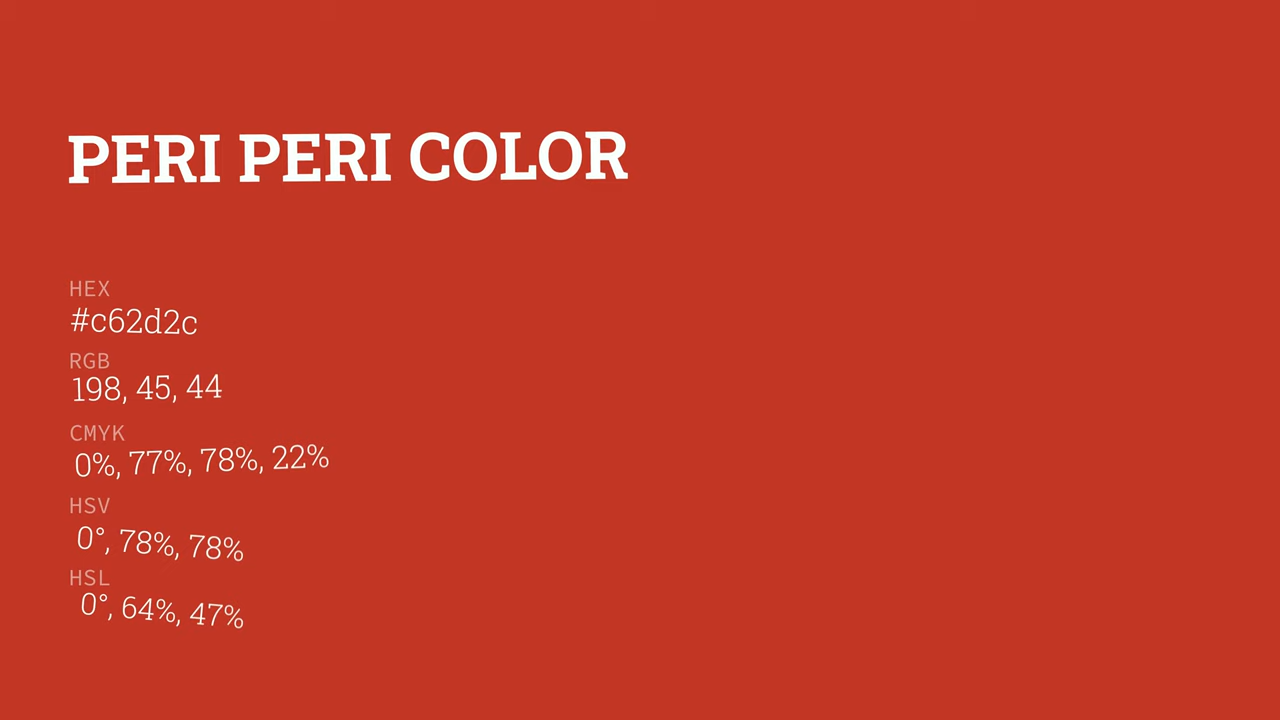 PERI PERI COLOR
HEX
#c62d2c
RGB
198, 45, 44
CMYK
0%, 77%, 78%, 22%
HSV
0°, 78%, 78%
HSL
0°, 64%, 47%